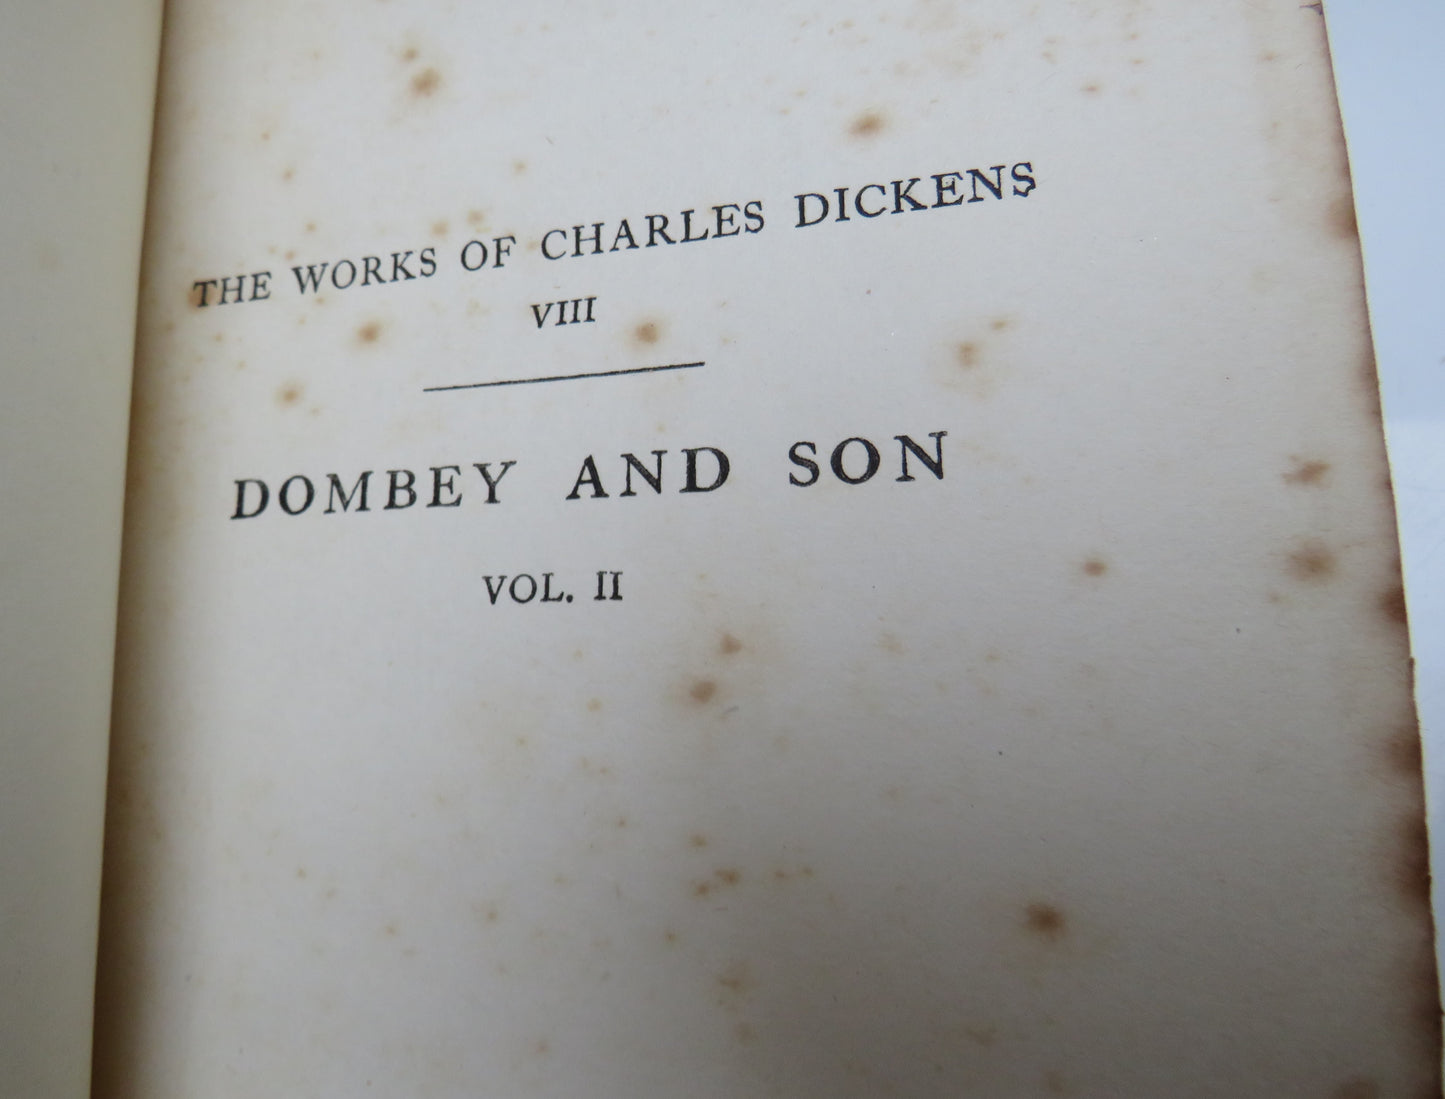 THE WORKS OF CHARLES DICKENS
VIII
DOMBEY AND SON
VOL. II